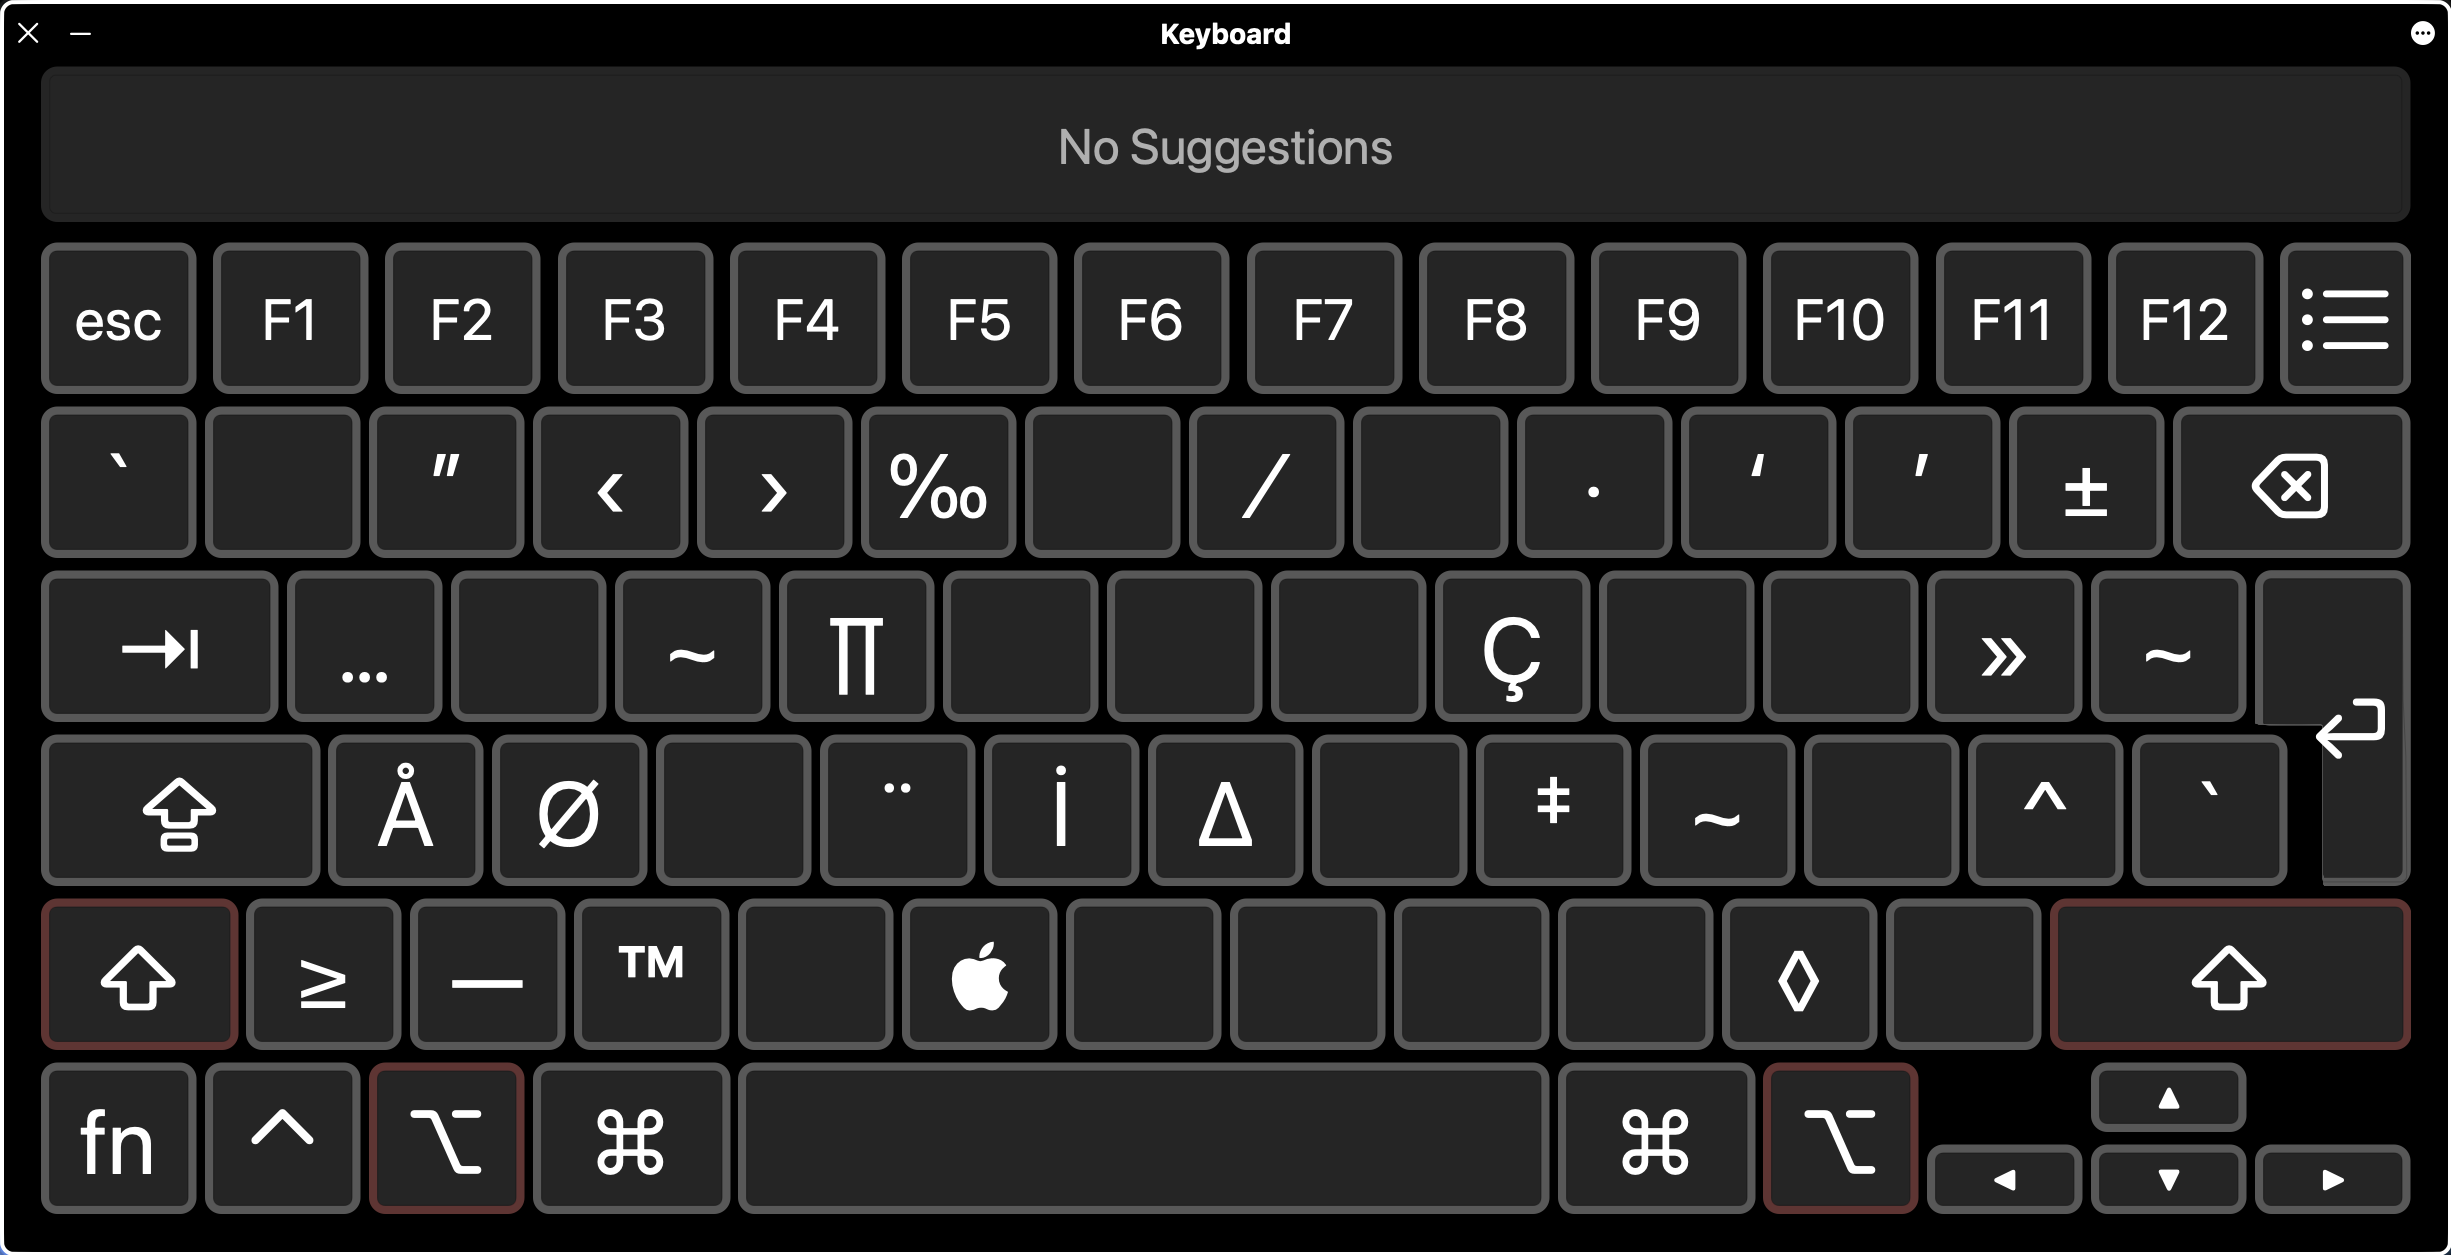 Keyboard
No Suggestions
esc F1 F2 F3 F4 F5 F6 F7 F8 F9 F10 F11 F12
` ″ ‹ › ‰ ⁄ · ‘ ’ ±
… ~ ∏ Ç » ~
Å Ø ¨ İ Δ ‡ ~ ^ `
≥ — ™  ◊
fn ⌃ ⌥ ⌘ ⌘ ⌥